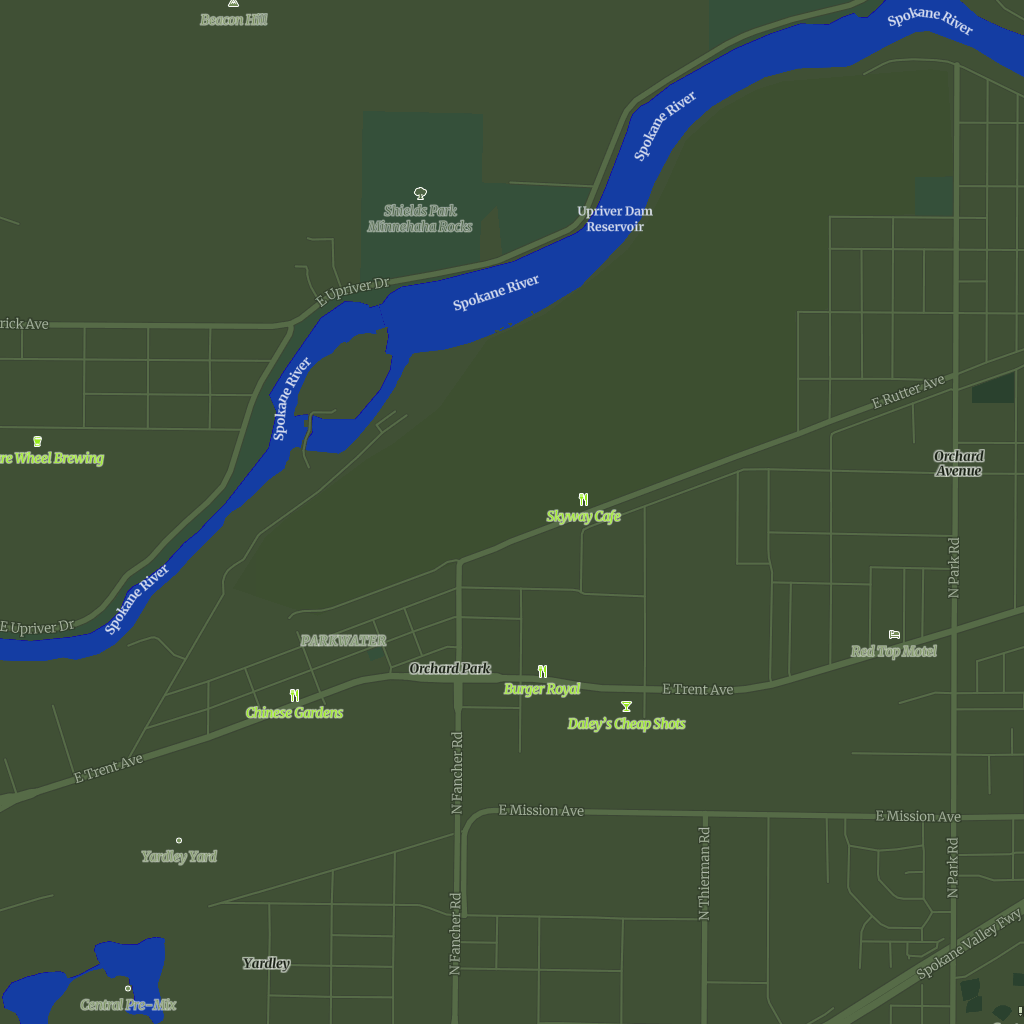 Beacon Hill
Spokane River
Spokane River
Shields Park
Minnehaha Rocks
Upriver Dam
Reservoir
E Upriver Dr
Spokane River
rick Ave
Spokane River
E Rutter Ave
re Wheel Brewing
Orchard
Avenue
Skyway Cafe
N Park Rd
Spokane River
E Upriver Dr
PARKWATER
Red Top Motel
Orchard Park
Burger Royal
E Trent Ave
Chinese Gardens
Daley's Cheap Shots
E Trent Ave
N Fancher Rd
E Mission Ave
E Mission Ave
Yardley Yard
N Thierman Rd
N Park Rd
N Fancher Rd
Spokane Valley Fwy
Yardley
Central Pre-Mix